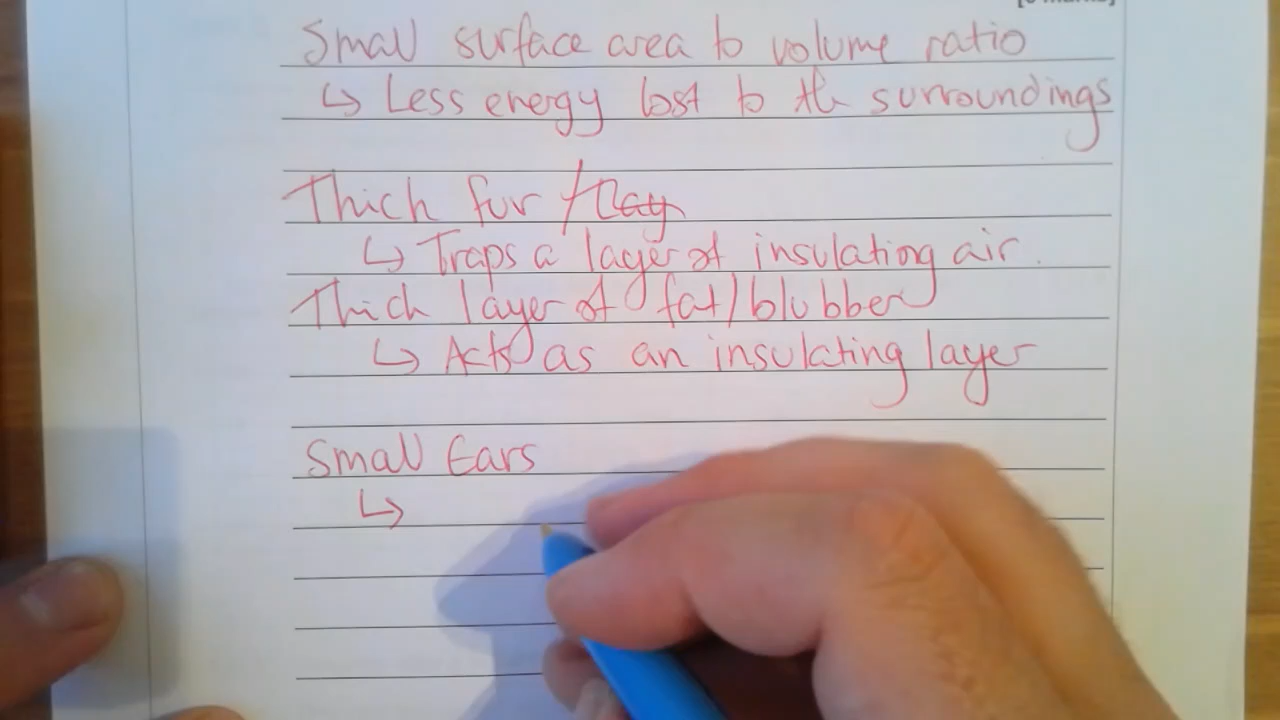 Small surface area to volume ratio
↳ Less energy lost to the surroundings
Thick fur /
↳ Traps a layer of insulating air.
Thick layer of fat/blubber
↳ Acts as an insulating layer
Small Ears
↳